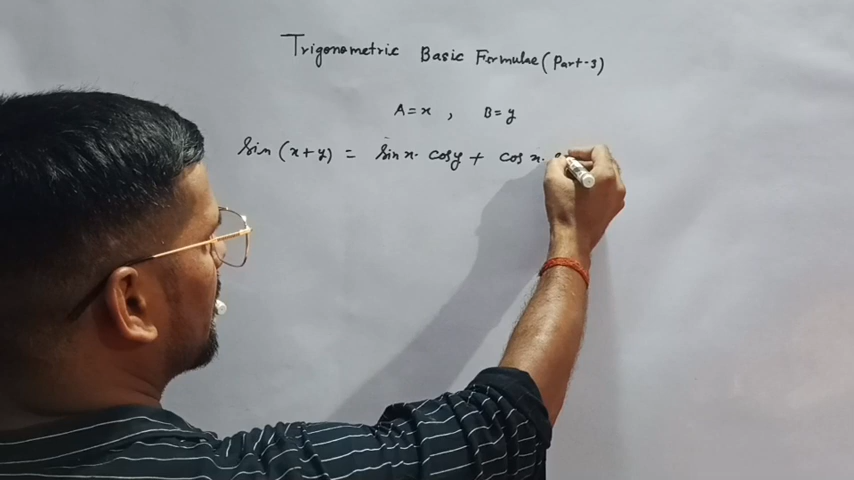 Trigonometric Basic Formulae (Part-3)
A = x , B = y
Sin (x+y) = Sin x. cosy + cos x.